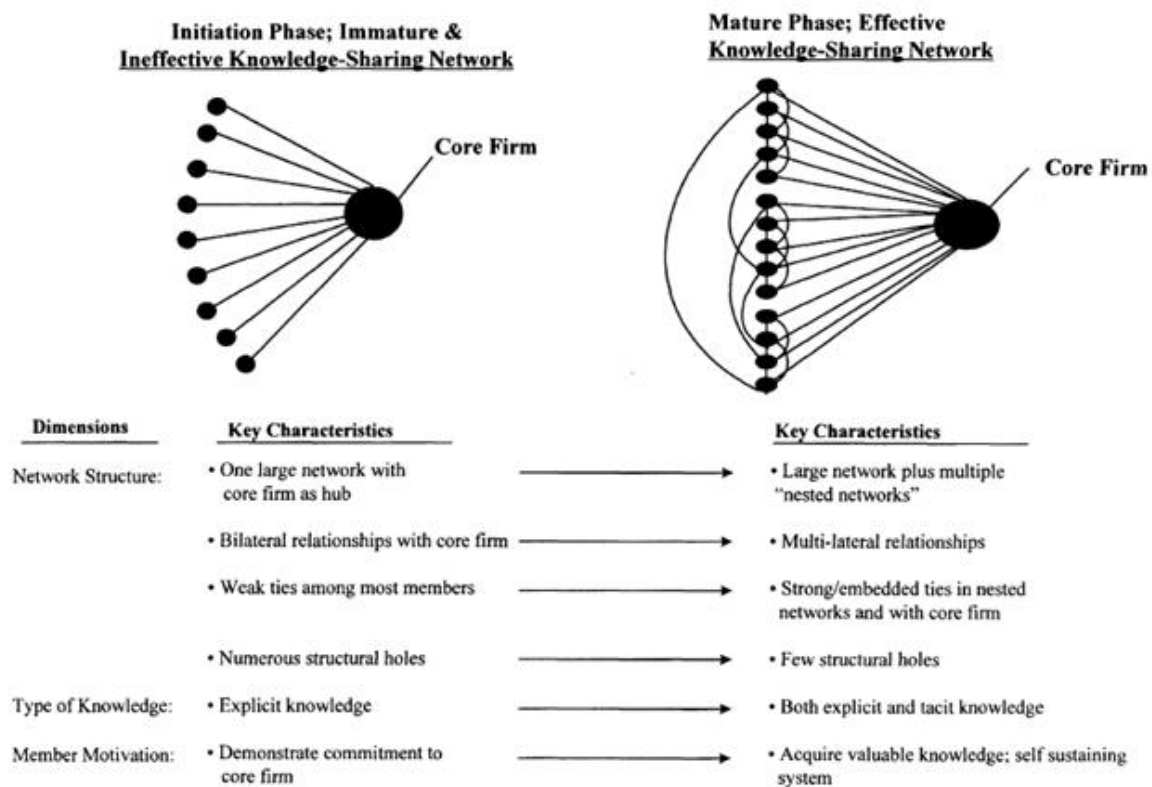 Initiation Phase; Immature &
Ineffective Knowledge-Sharing Network
Mature Phase; Effective
Knowledge-Sharing Network
Core Firm
Core Firm
Dimensions
Key Characteristics
Key Characteristics
Network Structure:
• One large network with
core firm as hub
• Large network plus multiple
“nested networks”
• Bilateral relationships with core firm
• Multi-lateral relationships
• Weak ties among most members
• Strong/embedded ties in nested
networks and with core firm
• Numerous structural holes
• Few structural holes
Type of Knowledge:
• Explicit knowledge
• Both explicit and tacit knowledge
Member Motivation:
• Demonstrate commitment to
core firm
• Acquire valuable knowledge; self sustaining
system